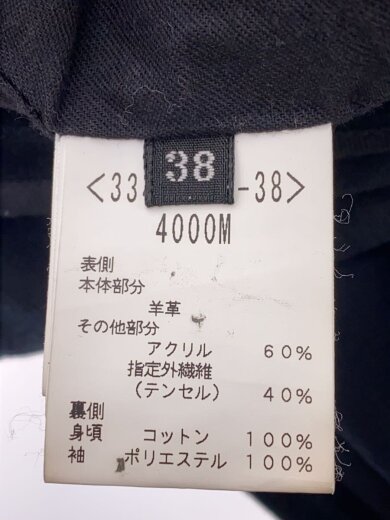 38
<33 -38>
4000M
表側
本体部分
羊革
その他部分
アクリル 60%
指定外繊維
(テンセル) 40%
裏側
身頃 コットン 100%
袖 ポリエステル 100%